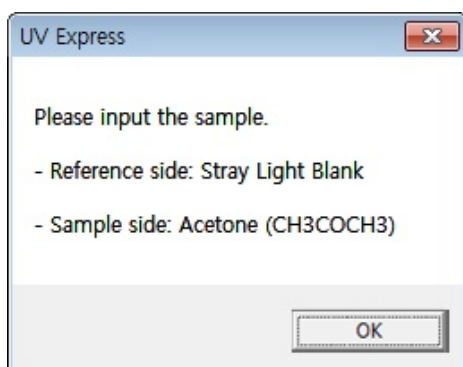 UV Express
Please input the sample.
- Reference side: Stray Light Blank
- Sample side: Acetone (CH3COCH3)
OK